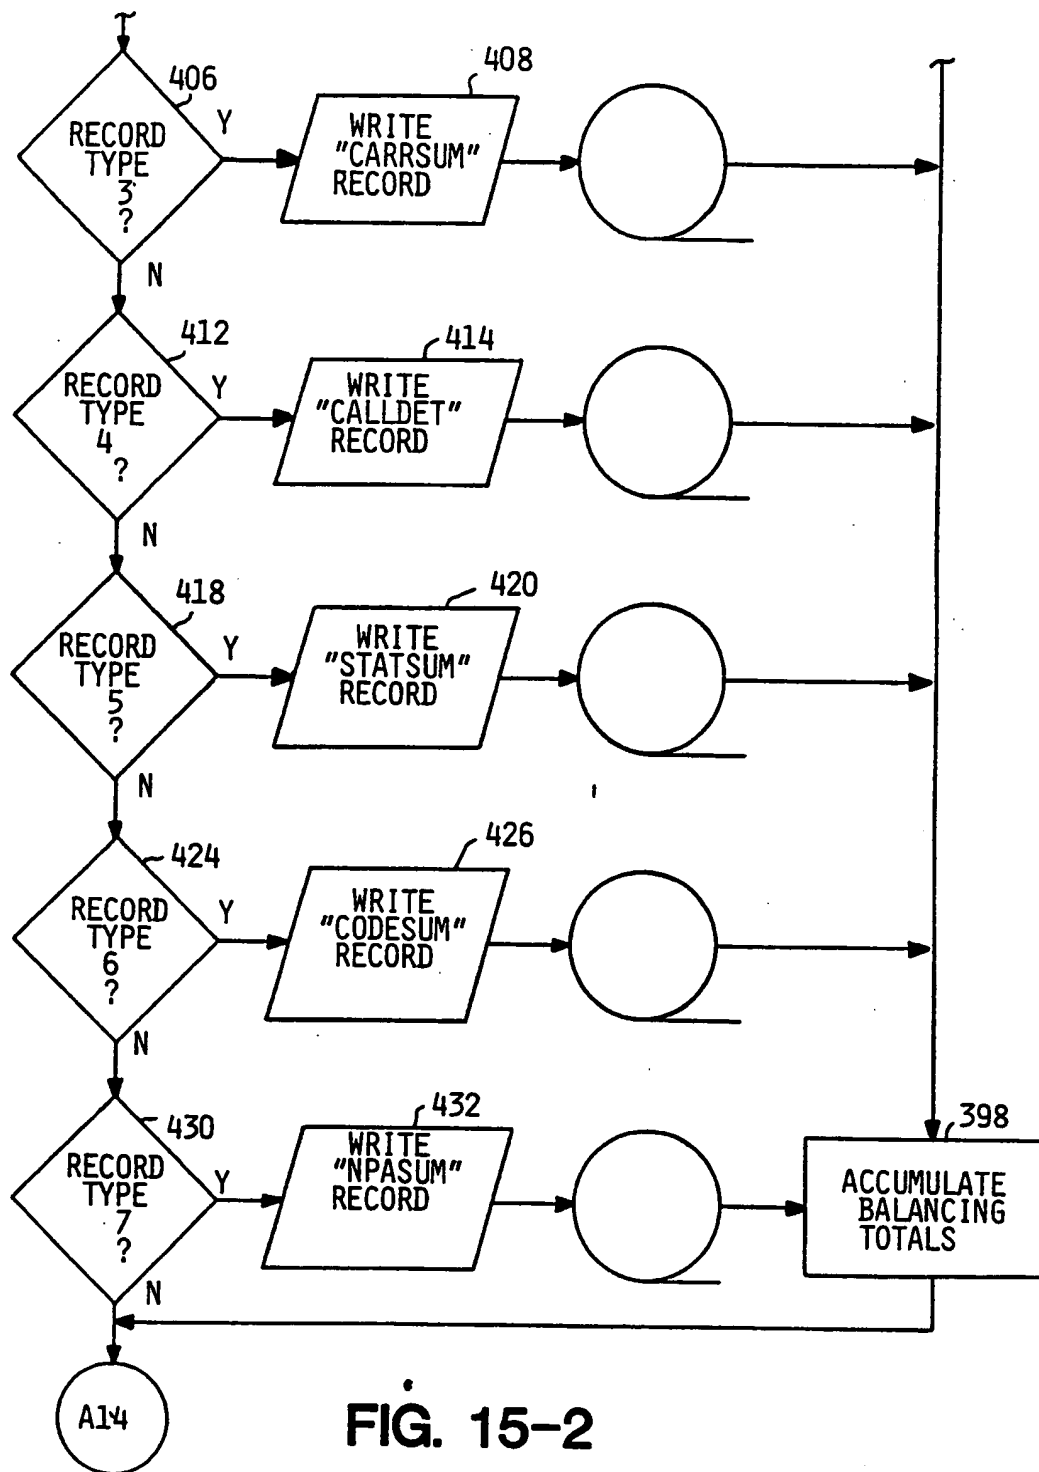 406
408
RECORD
TYPE
3
?
Y
WRITE
"CARRSUM"
RECORD
N
412
414
RECORD
TYPE
4
?
Y
WRITE
"CALLDET"
RECORD
N
418
420
RECORD
TYPE
5
?
Y
WRITE
"STATSUM"
RECORD
N
424
426
RECORD
TYPE
6
?
Y
WRITE
"CODESUM"
RECORD
N
430
432
398
RECORD
TYPE
7
?
Y
WRITE
"NPASUM"
RECORD
ACCUMULATE
BALANCING
TOTALS
N
A14
FIG. 15-2